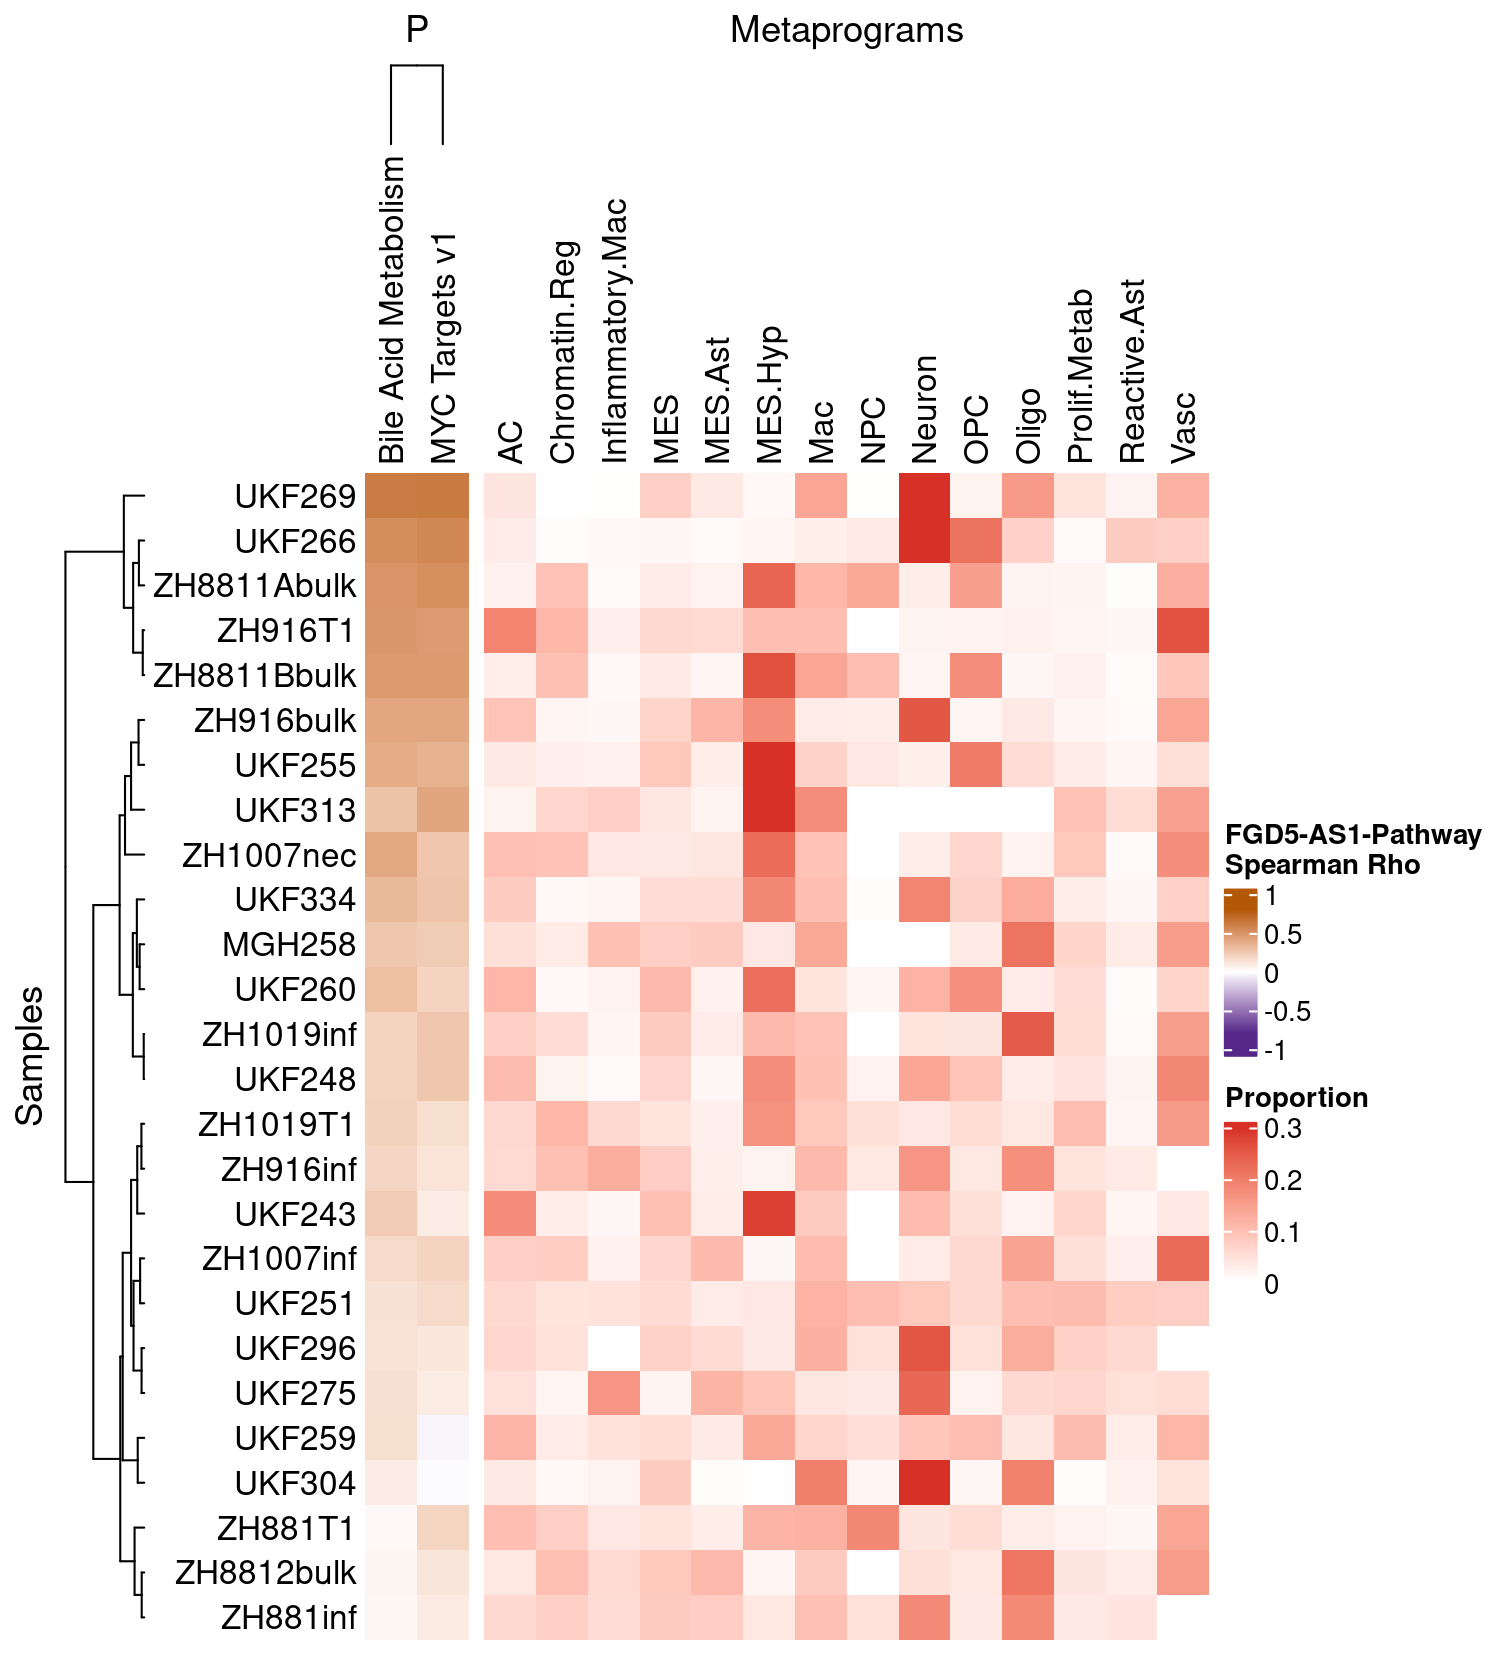 P
Metaprograms
Bile Acid Metabolism
MYC Targets v1
AC
Chromatin.Reg
Inflammatory.Mac
MES
MES.Ast
MES.Hyp
Mac
NPC
Neuron
OPC
Oligo
Prolif.Metab
Reactive.Ast
Vasc
Samples
UKF269
UKF266
ZH8811Abulk
ZH916T1
ZH8811Bbulk
ZH916bulk
UKF255
UKF313
ZH1007nec
UKF334
MGH258
UKF260
ZH1019inf
UKF248
ZH1019T1
ZH916inf
UKF243
ZH1007inf
UKF251
UKF296
UKF275
UKF259
UKF304
ZH881T1
ZH8812bulk
ZH881inf
FGD5-AS1-Pathway
Spearman Rho
1
0.5
0
-0.5
-1
Proportion
0.3
0.2
0.1
0